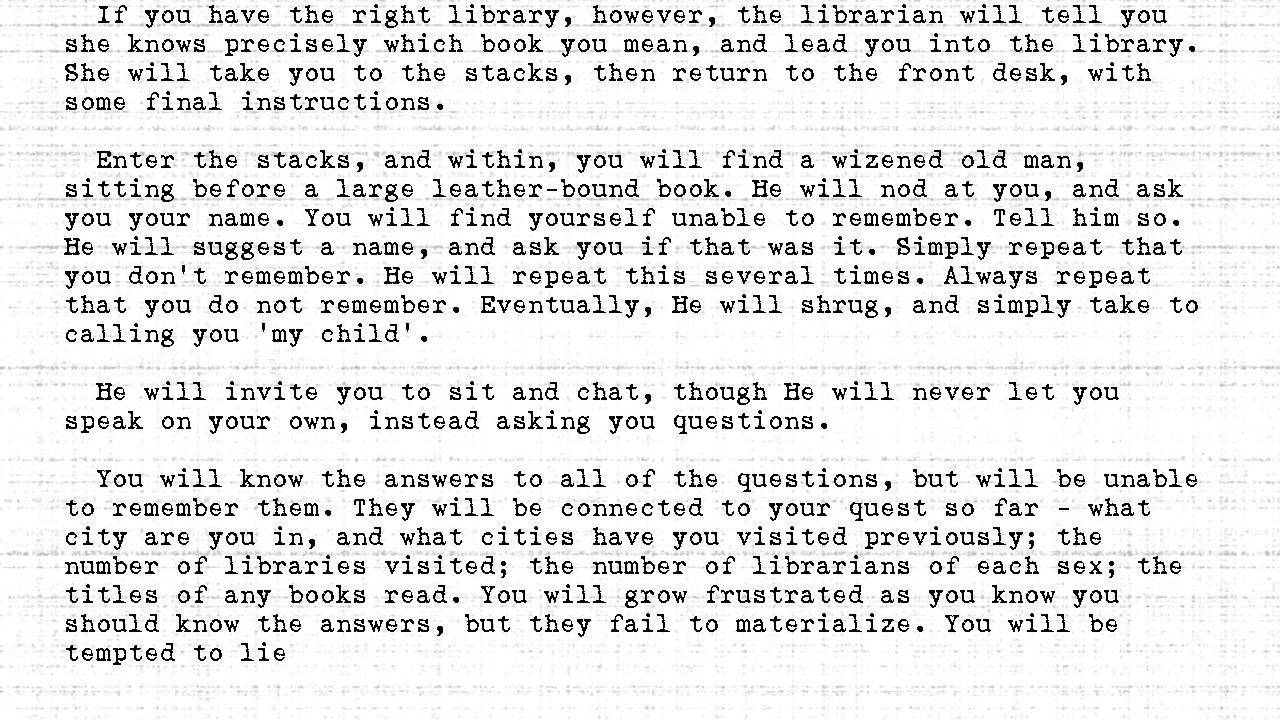 If you have the right library, however, the librarian will tell you
she knows precisely which book you mean, and lead you into the library.
She will take you to the stacks, then return to the front desk, with
some final instructions.
Enter the stacks, and within, you will find a wizened old man,
sitting before a large leather-bound book. He will nod at you, and ask
you your name. You will find yourself unable to remember. Tell him so.
He will suggest a name, and ask you if that was it. Simply repeat that
you don't remember. He will repeat this several times. Always repeat
that you do not remember. Eventually, He will shrug, and simply take to
calling you 'my child'.
He will invite you to sit and chat, though He will never let you
speak on your own, instead asking you questions.
You will know the answers to all of the questions, but will be unable
to remember them. They will be connected to your quest so far - what
city are you in, and what cities have you visited previously; the
number of libraries visited; the number of librarians of each sex; the
titles of any books read. You will grow frustrated as you know you
should know the answers, but they fail to materialize. You will be
tempted to lie